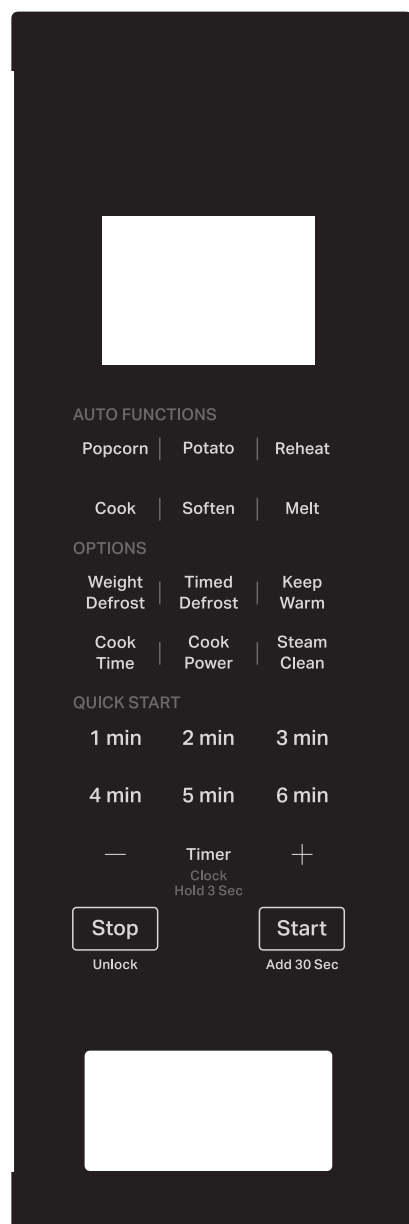 AUTO FUNCTIONS
Popcorn Potato Reheat
Cook Soften Melt
OPTIONS
Weight Defrost Timed Defrost Keep Warm
Cook Time Cook Power Steam Clean
QUICK START
1 min 2 min 3 min
4 min 5 min 6 min
— Timer +
Clock
Hold 3 Sec
Stop Start
Unlock Add 30 Sec